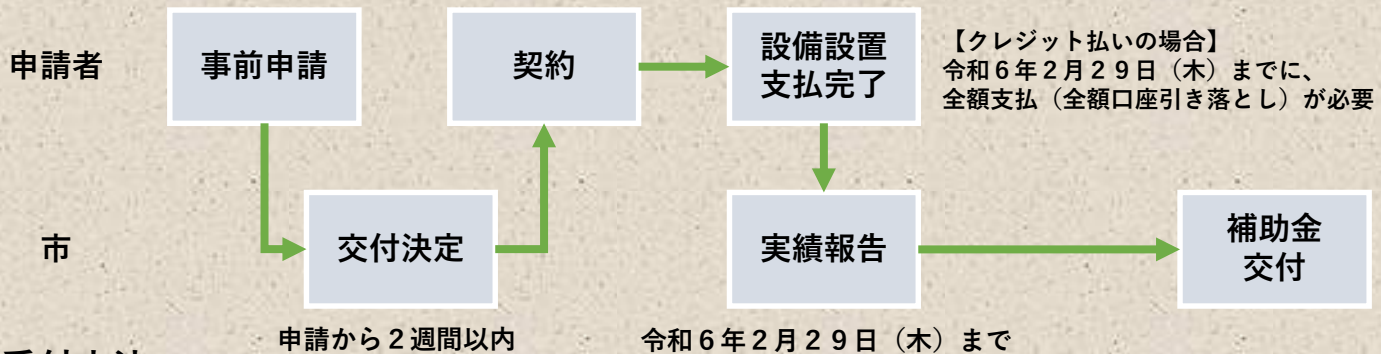 申請者
事前申請
契約
設備設置
支払完了
【クレジット払いの場合】
令和６年２月２９日（木）までに、
全額支払（全額口座引き落とし）が必要
市
交付決定
実績報告
補助金
交付
申請から２週間以内
令和６年２月２９日（木）まで